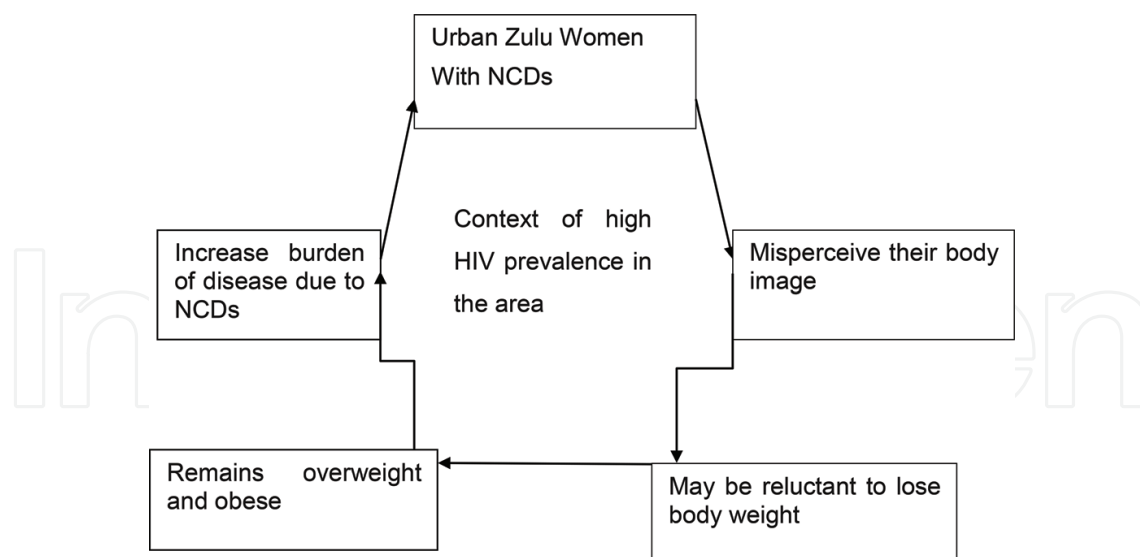 Urban Zulu Women
With NCDs
Context of high
HIV prevalence in
the area
Increase burden
of disease due to
NCDs
Misperceive their body
image
Remains overweight
and obese
May be reluctant to lose
body weight